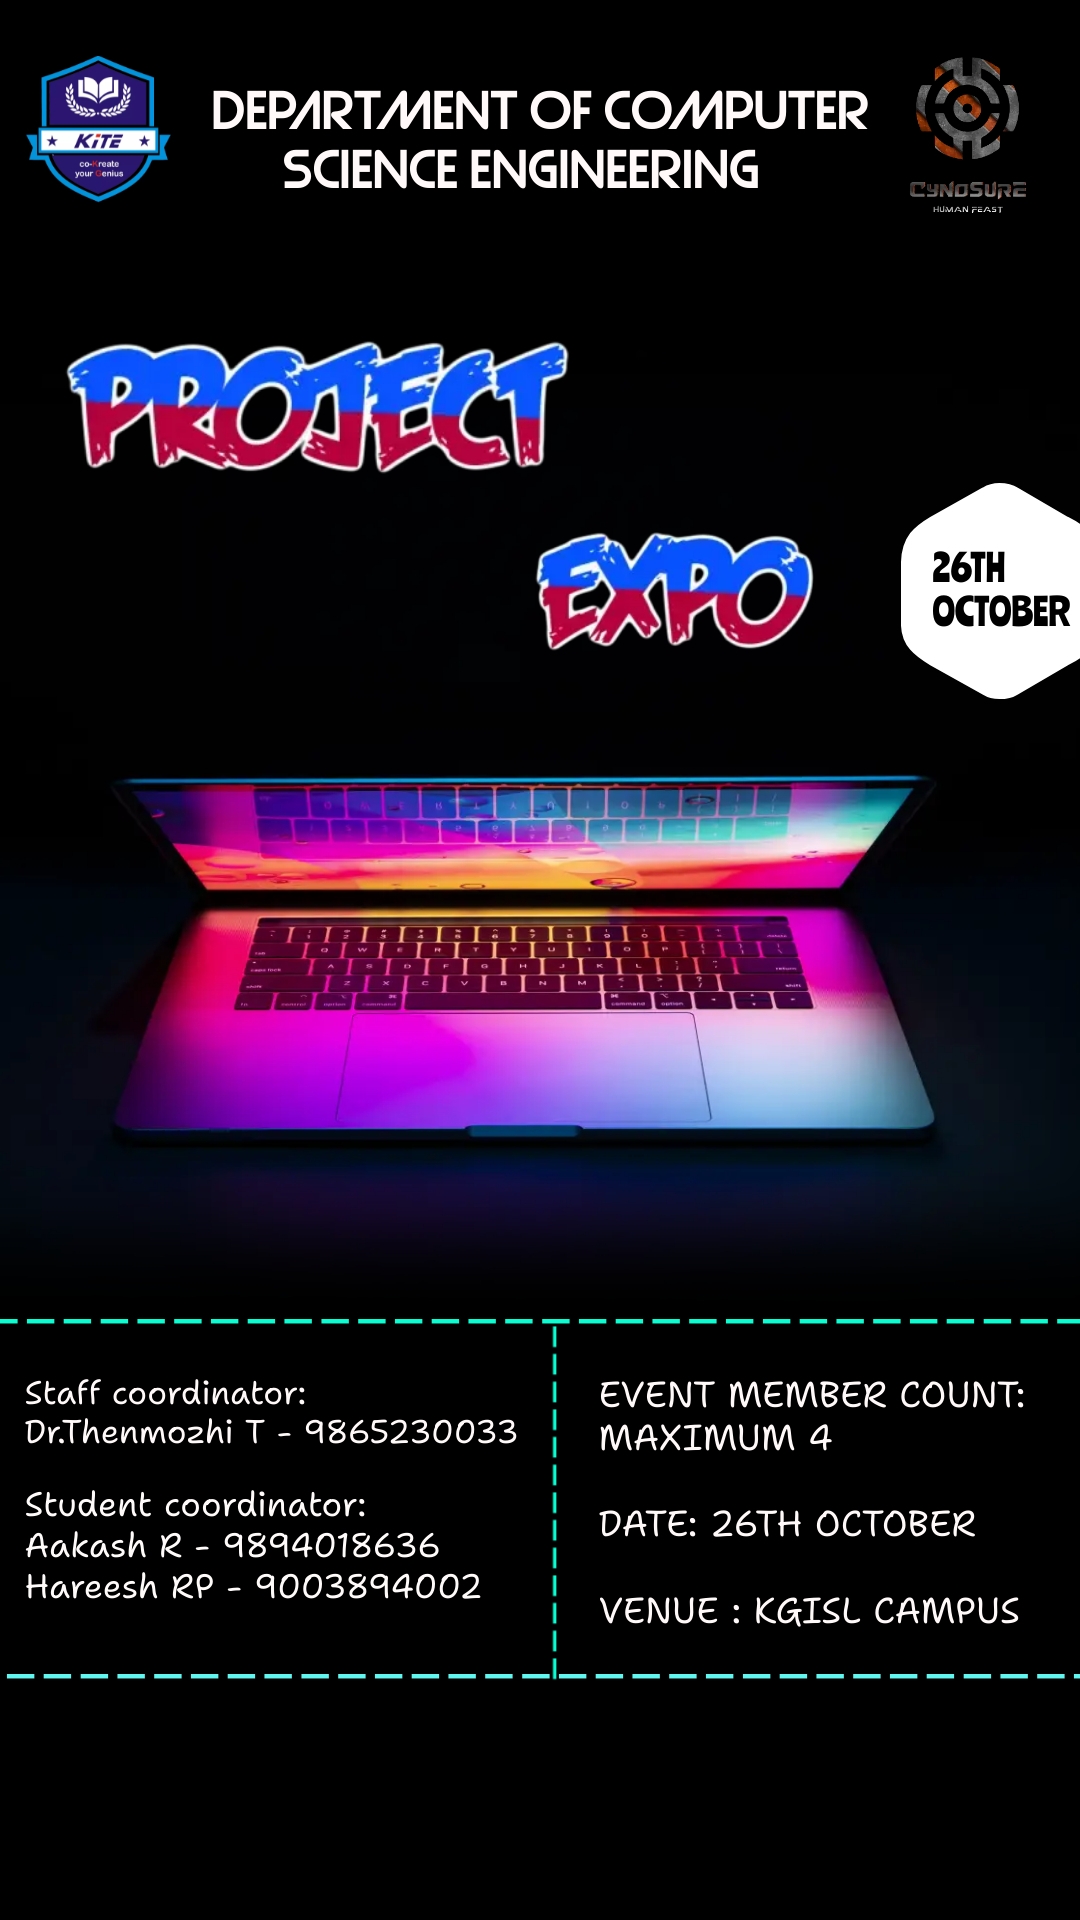 KiTE
co-Kreate
your Genius
DEPARTMENT OF COMPUTER
SCIENCE ENGINEERING
CYNOSURE
HUMAN FEAST
PROJECT
EXPO
26TH
OCTOBER
Staff coordinator:
Dr.Thenmozhi T - 9865230033
Student coordinator:
Aakash R - 9894018636
Hareesh RP - 9003894002
EVENT MEMBER COUNT:
MAXIMUM 4
DATE: 26TH OCTOBER
VENUE : KGISL CAMPUS